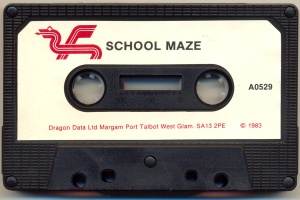 SCHOOL MAZE
A0529
Dragon Data Ltd Margam Port Talbot West Glam. SA13 2PE © 1983